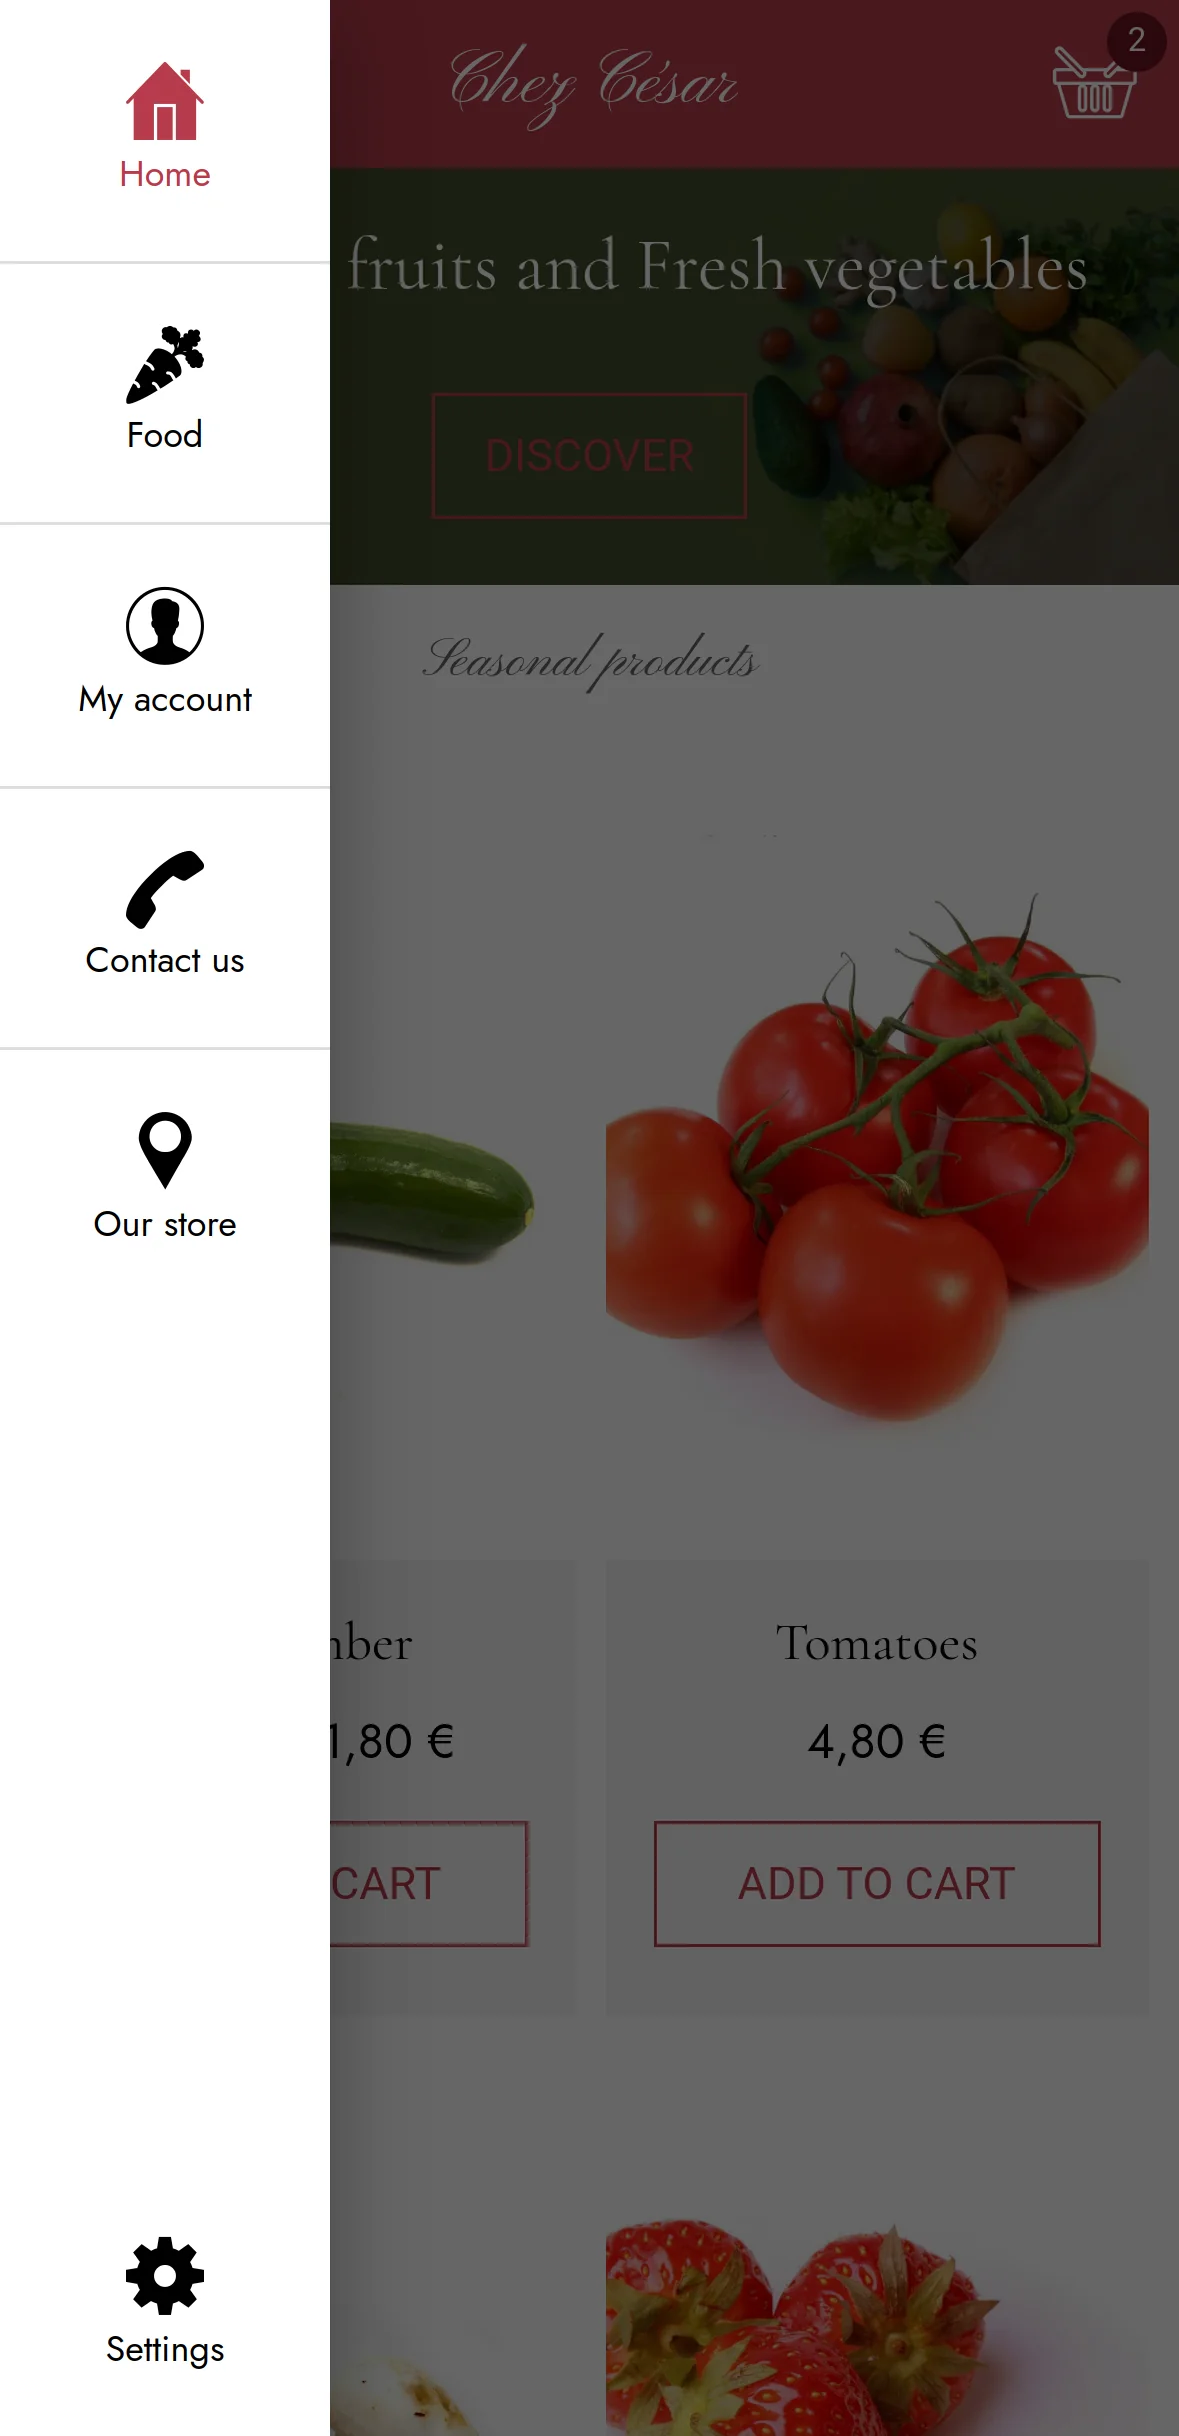 Home
Food
My account
Contact us
Our store
Settings
Chez César
2
fruits and Fresh vegetables
DISCOVER
Seasonal products
mber
1,80 €
CART
Tomatoes
4,80 €
ADD TO CART